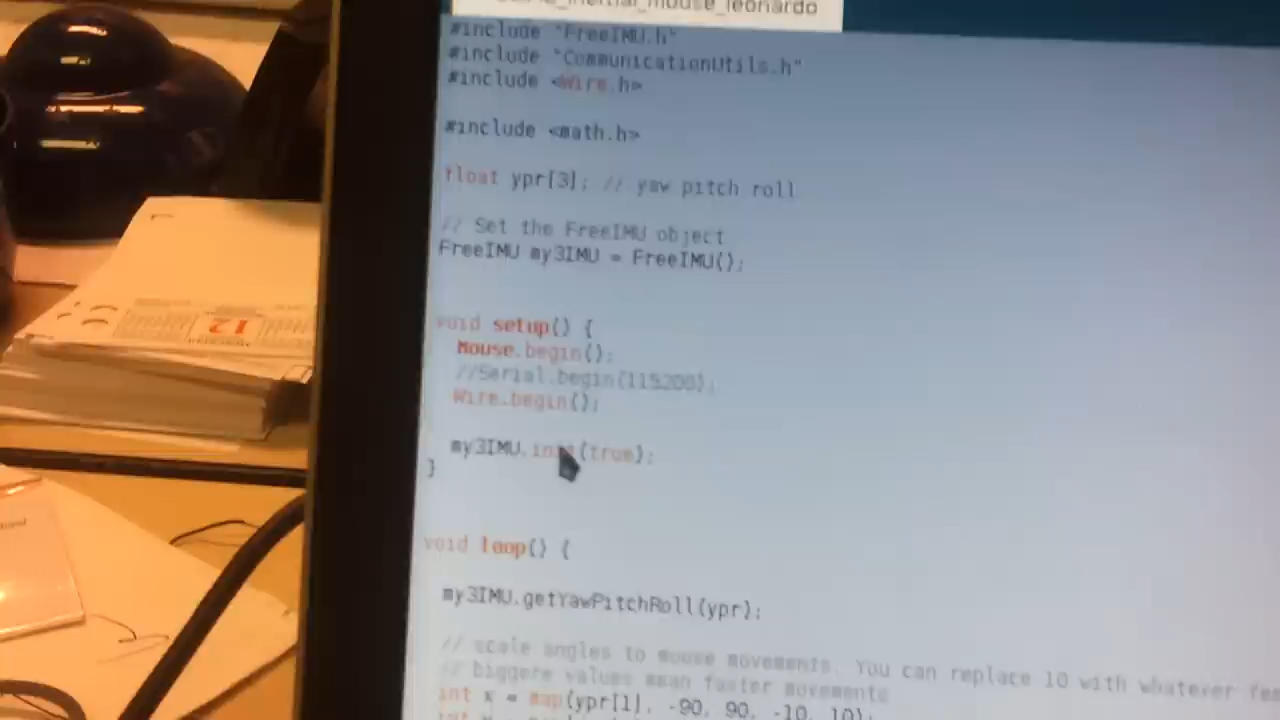 inertial_mouse_leonardo
#include "FreeIMU.h"
#include "CommunicationUtils.h"
#include <Wire.h>
#include <math.h>
float ypr[3]; // yaw pitch roll
// Set the FreeIMU object
FreeIMU my3IMU = FreeIMU();
void setup() {
Mouse.begin();
//Serial.begin(115200);
Wire.begin();
my3IMU.init(true);
}
void loop() {
my3IMU.getYawPitchRoll(ypr);
// scale angles to mouse movements. You can replace 10 with whatever
// biggere values mean faster movements
int x = map(ypr[1], -90, 90, -10, 10);
12